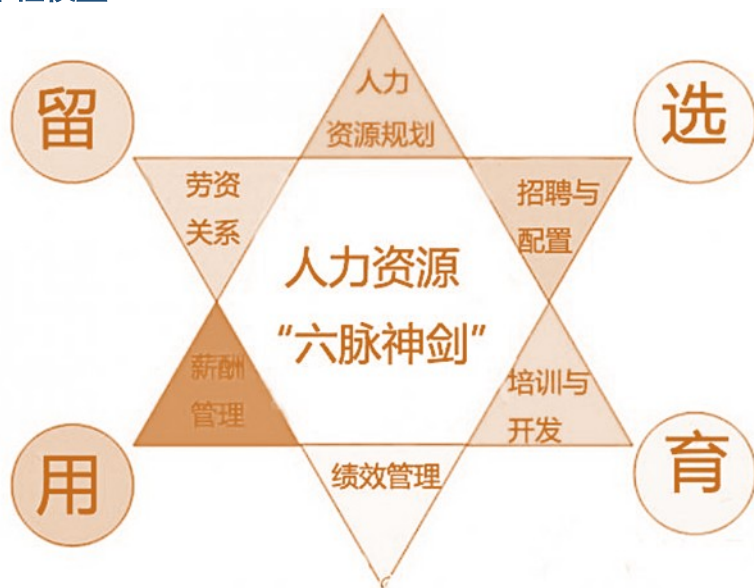 人力
资源规划
留
选
劳资
关系
招聘与
配置
人力资源
“六脉神剑”
薪酬
管理
培训与
开发
用
绩效管理
育